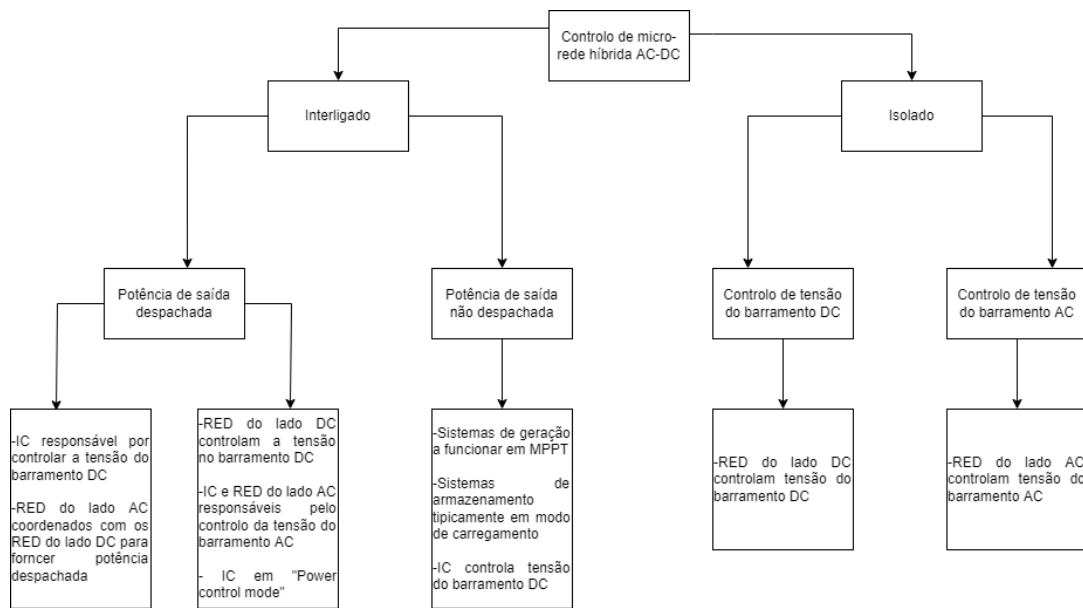 Controlo de micro-
rede híbrida AC-DC
Interligado
Isolado
Potência de saída
despachada
Potência de saída
não despachada
Controlo de tensão
do barramento DC
Controlo de tensão
do barramento AC
-IC responsável por
controlar a tensão do
barramento DC
-RED do lado AC
coordenados com os
RED do lado DC para
forncer potência
despachada
-RED do lado DC
controlam a tensão
no barramento DC
-IC e RED do lado AC
responsáveis pelo
controlo da tensão do
barramento AC
- IC em "Power
control mode"
-Sistemas de geração
a funcionar em MPPT
-Sistemas de
armazenamento
tipicamente em modo
de carregamento
-IC controla tensão
do barramento DC
-RED do lado DC
controlam tensão do
barramento DC
-RED do lado AC
controlam tensão do
barramento AC